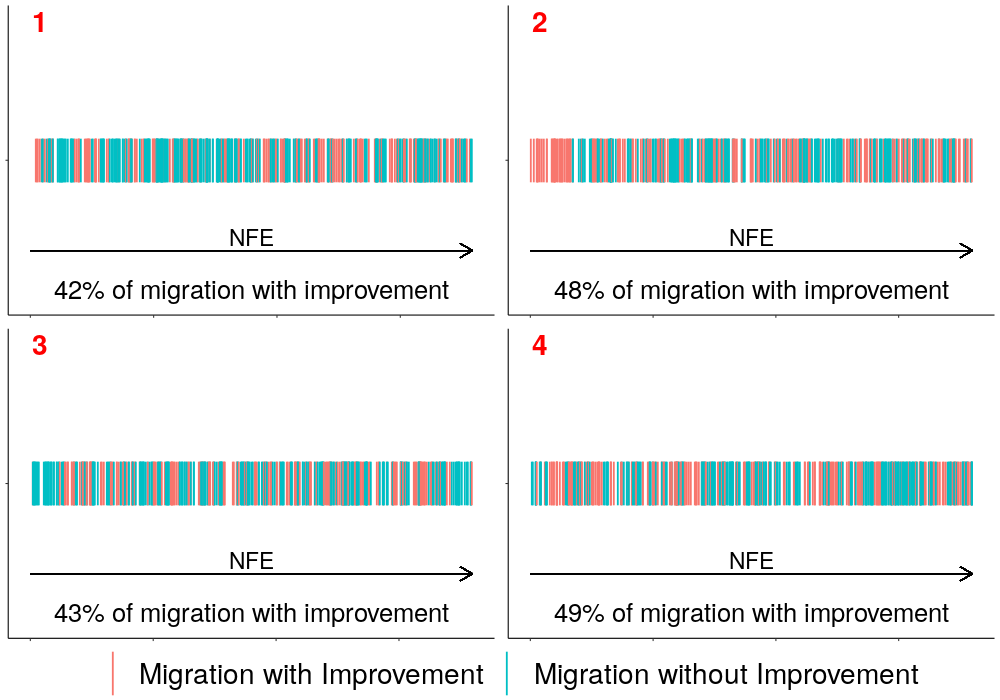 1
NFE
42% of migration with improvement
2
NFE
48% of migration with improvement
3
NFE
43% of migration with improvement
4
NFE
49% of migration with improvement
Migration with Improvement
Migration without Improvement